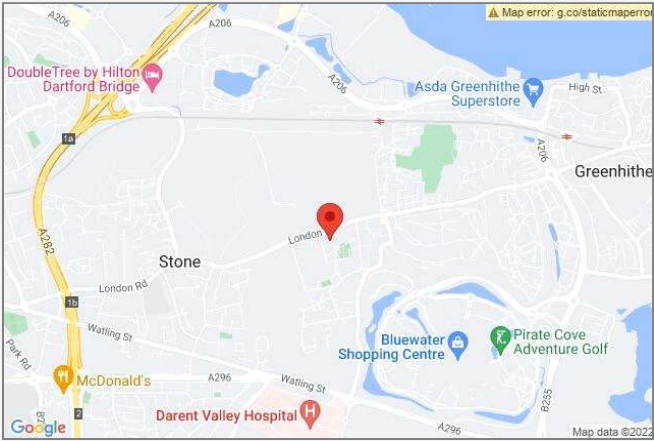 Map error: g.co/staticmaperror
A206
A206
DoubleTree by Hilton
Dartford Bridge
A206
Asda Greenhithe
Superstore
High St
1a
A206
Greenhithe
A282
London
Stone
London Rd
1b
Watling St
Park Rd
Bluewater
Shopping Centre
Pirate Cove
Adventure Golf
McDonald's
A296
Watling St
2
Darent Valley Hospital
H
A296
B255
Google
Map data ©2022